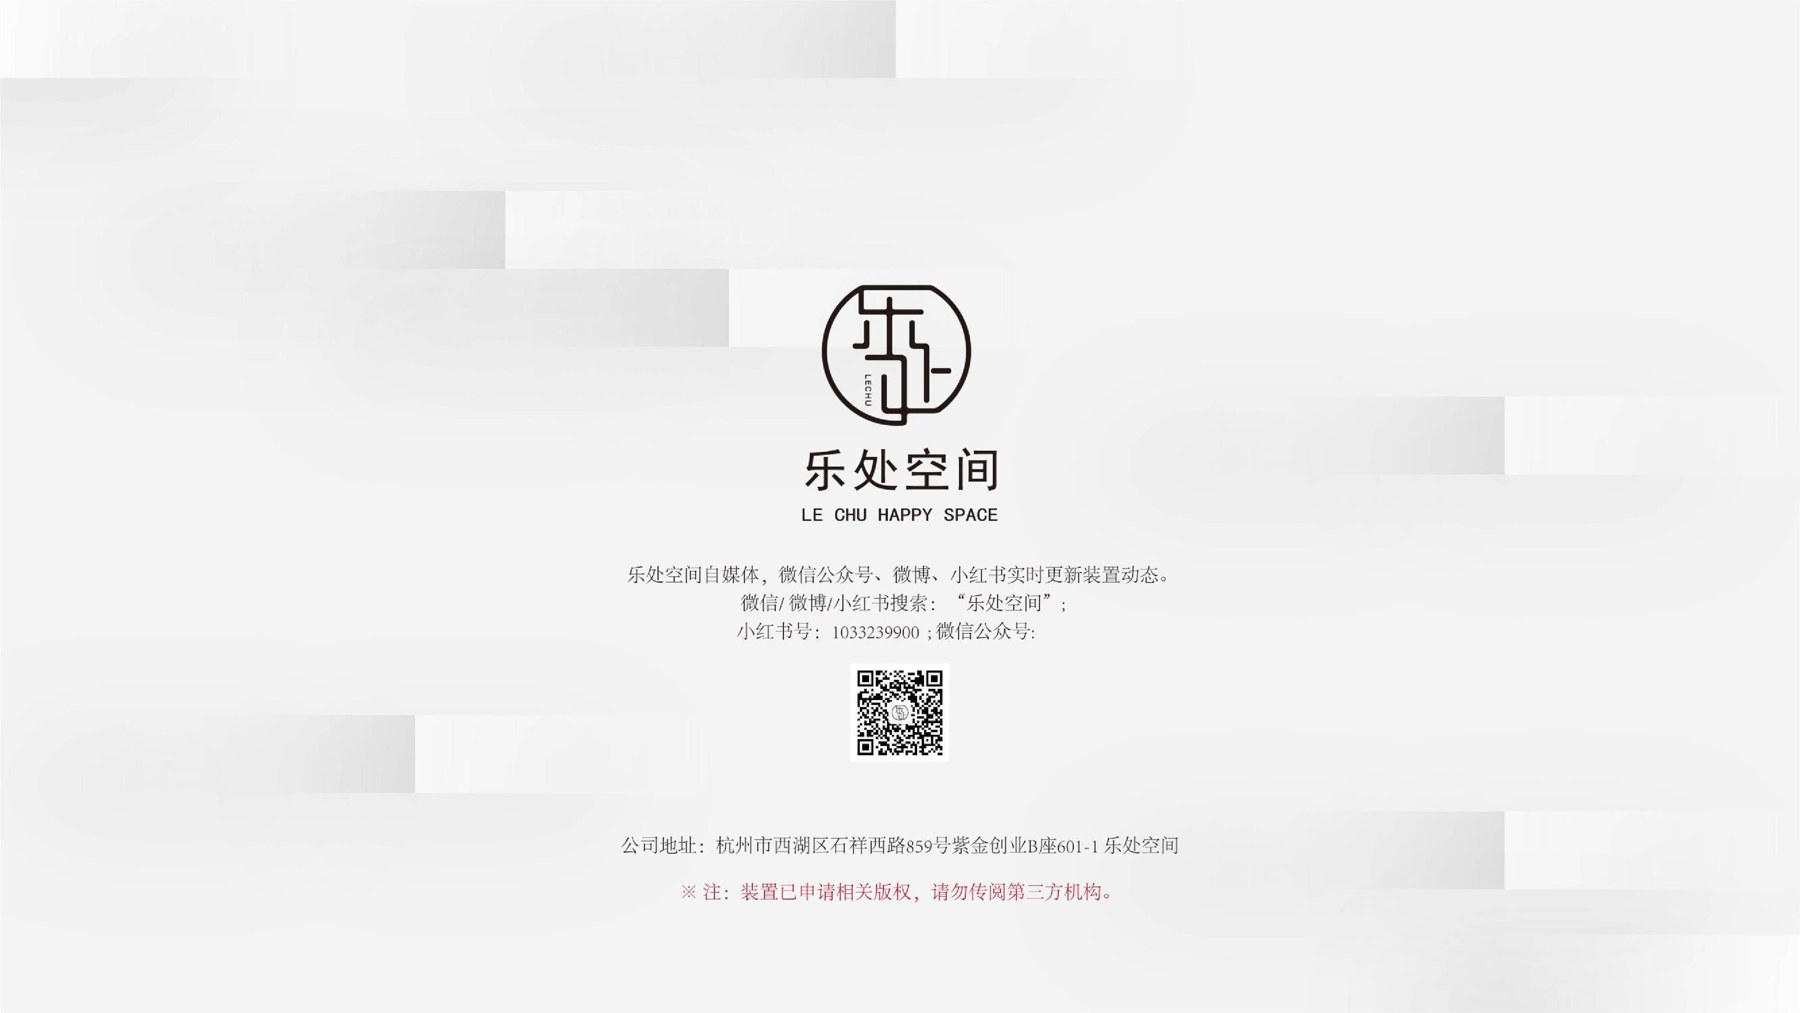 乐处
LECHU
乐处空间
LE CHU HAPPY SPACE
乐处空间自媒体，微信公众号、微博、小红书实时更新装置动态。
微信/ 微博/小红书搜索：“乐处空间”；
小红书号：1033239900 ; 微信公众号:
公司地址：杭州市西湖区石祥西路859号紫金创业B座601-1 乐处空间
※ 注：装置已申请相关版权，请勿传阅第三方机构。